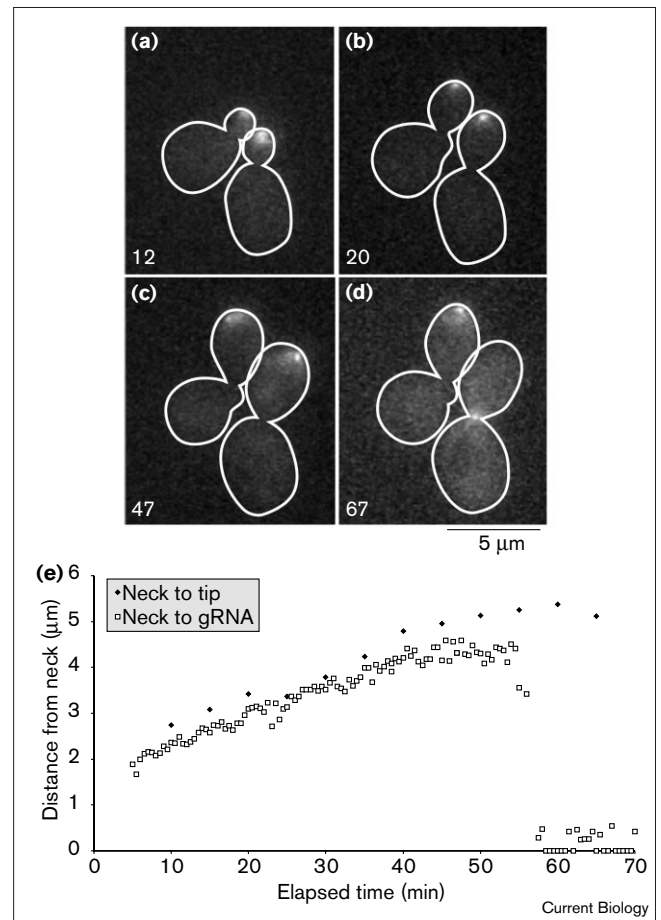 (a)
(b)
12
20
(c)
(d)
47
67
5 μm
(e)
Neck to tip
Neck to gRNA
Distance from neck (μm)
6
5
4
3
2
1
0
0 10 20 30 40 50 60 70
Elapsed time (min)
Current Biology